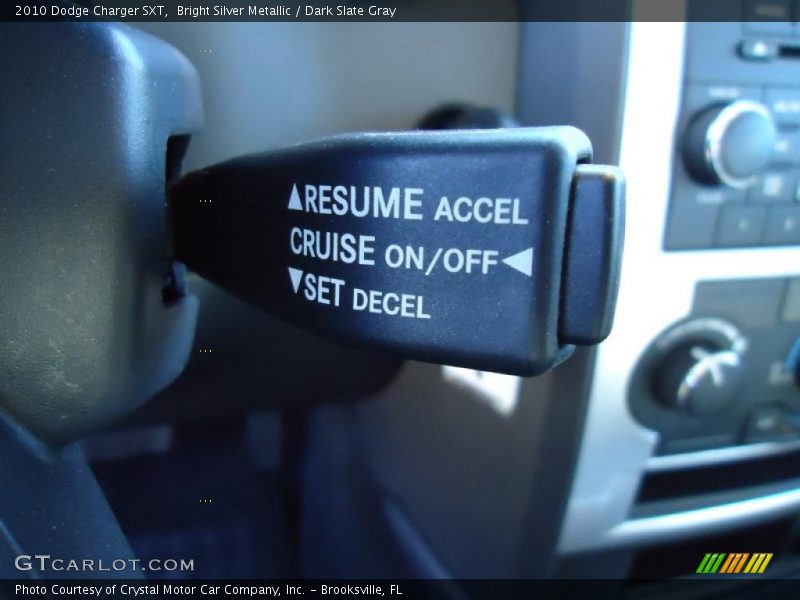 2010 Dodge Charger SXT,  Bright Silver Metallic / Dark Slate Gray
▲RESUME ACCEL
CRUISE ON/OFF◀
▼SET DECEL
GTCARLOT.COM
Photo Courtesy of Crystal Motor Car Company, Inc. – Brooksville, FL